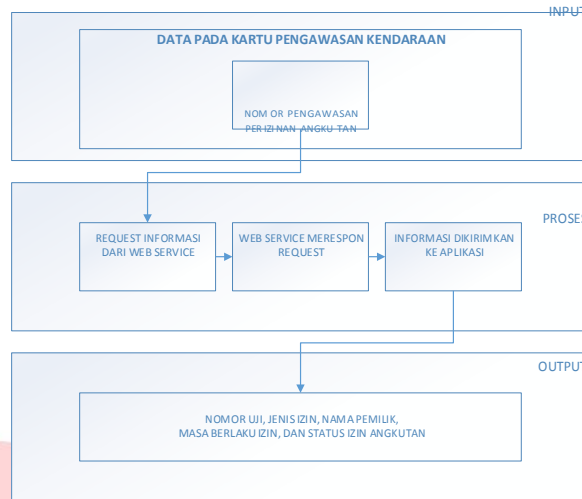 INPUT
DATA PADA KARTU PENGAWASAN KENDARAAN
NOMOR PENGAWASAN
PERIZINAN ANGKUTAN
PROSES
REQUEST INFORMASI
DARI WEB SERVICE
WEB SERVICE MERESPON
REQUEST
INFORMASI DIKIRIMKAN
KE APLIKASI
OUTPUT
NOMOR UJI, JENIS IZIN, NAMA PEMILIK,
MASA BERLAKU IZIN, DAN STATUS IZIN ANGKUTAN